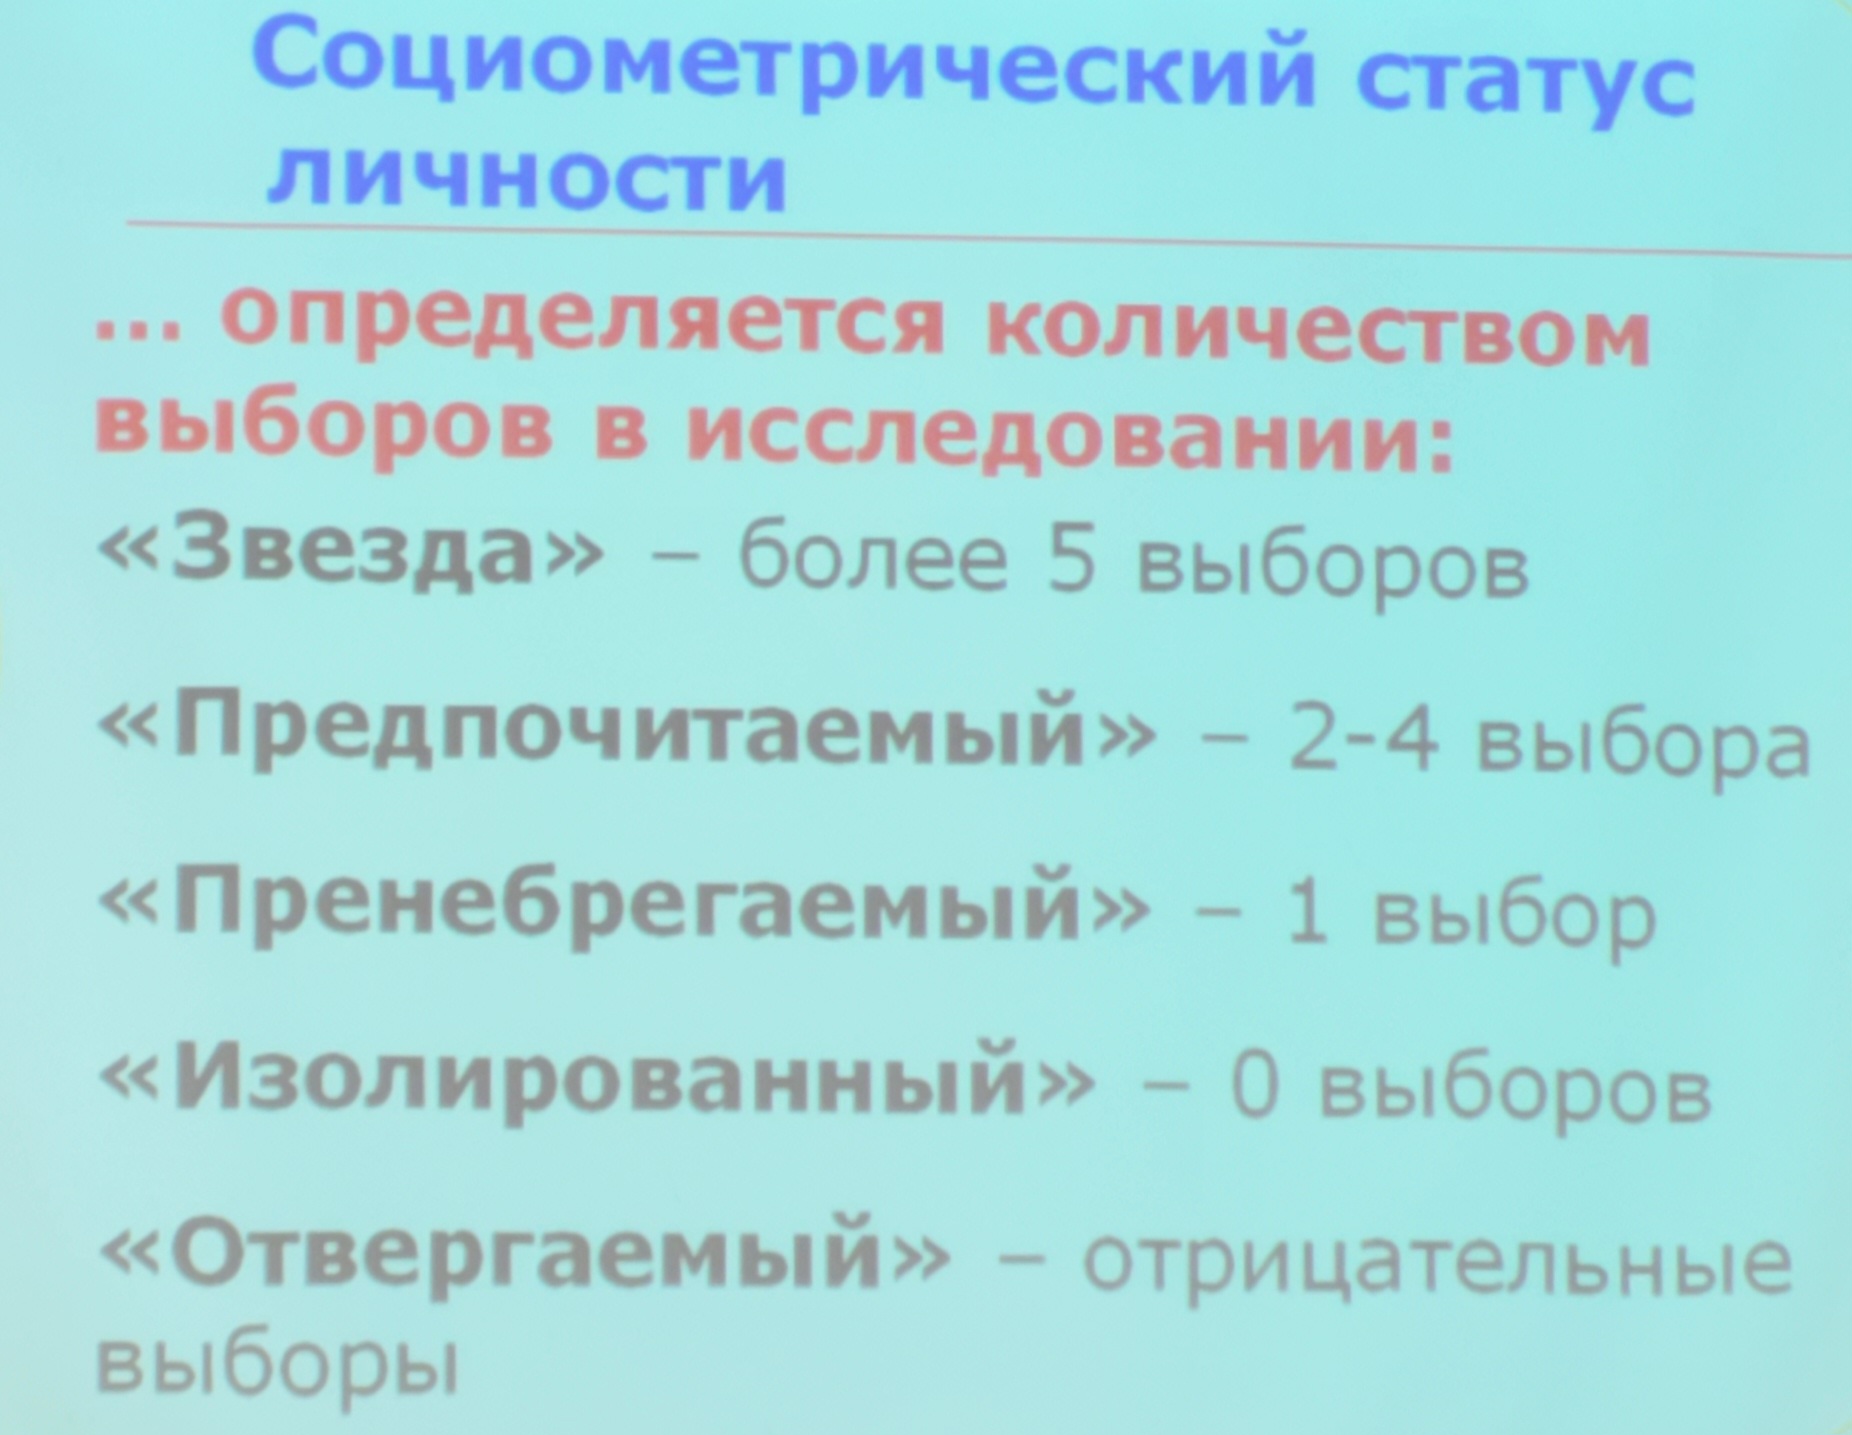 Социометрический статус
личности
... определяется количеством
выборов в исследовании:
«Звезда» – более 5 выборов
«Предпочитаемый» – 2-4 выбора
«Пренебрегаемый» – 1 выбор
«Изолированный» – 0 выборов
«Отвергаемый» – отрицательные
выборы